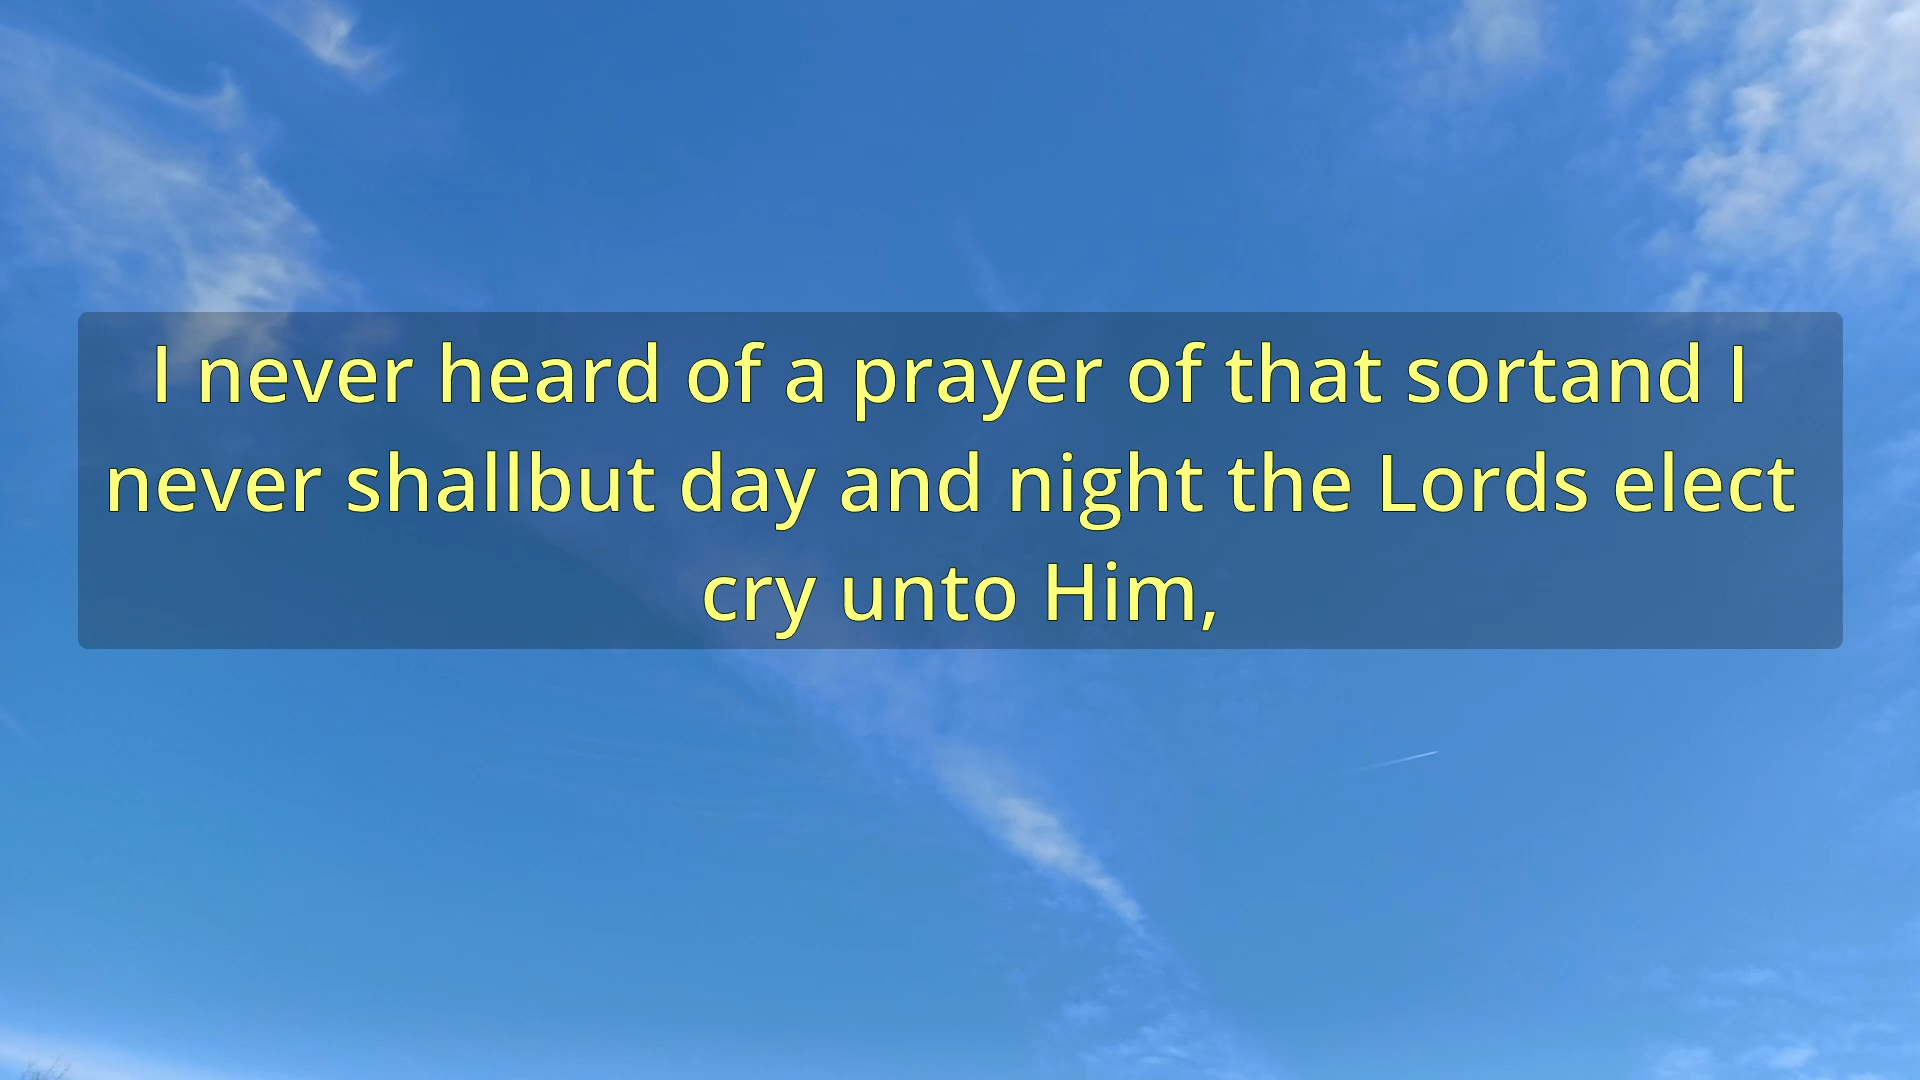 I never heard of a prayer of that sortand I
never shallbut day and night the Lords elect
cry unto Him,